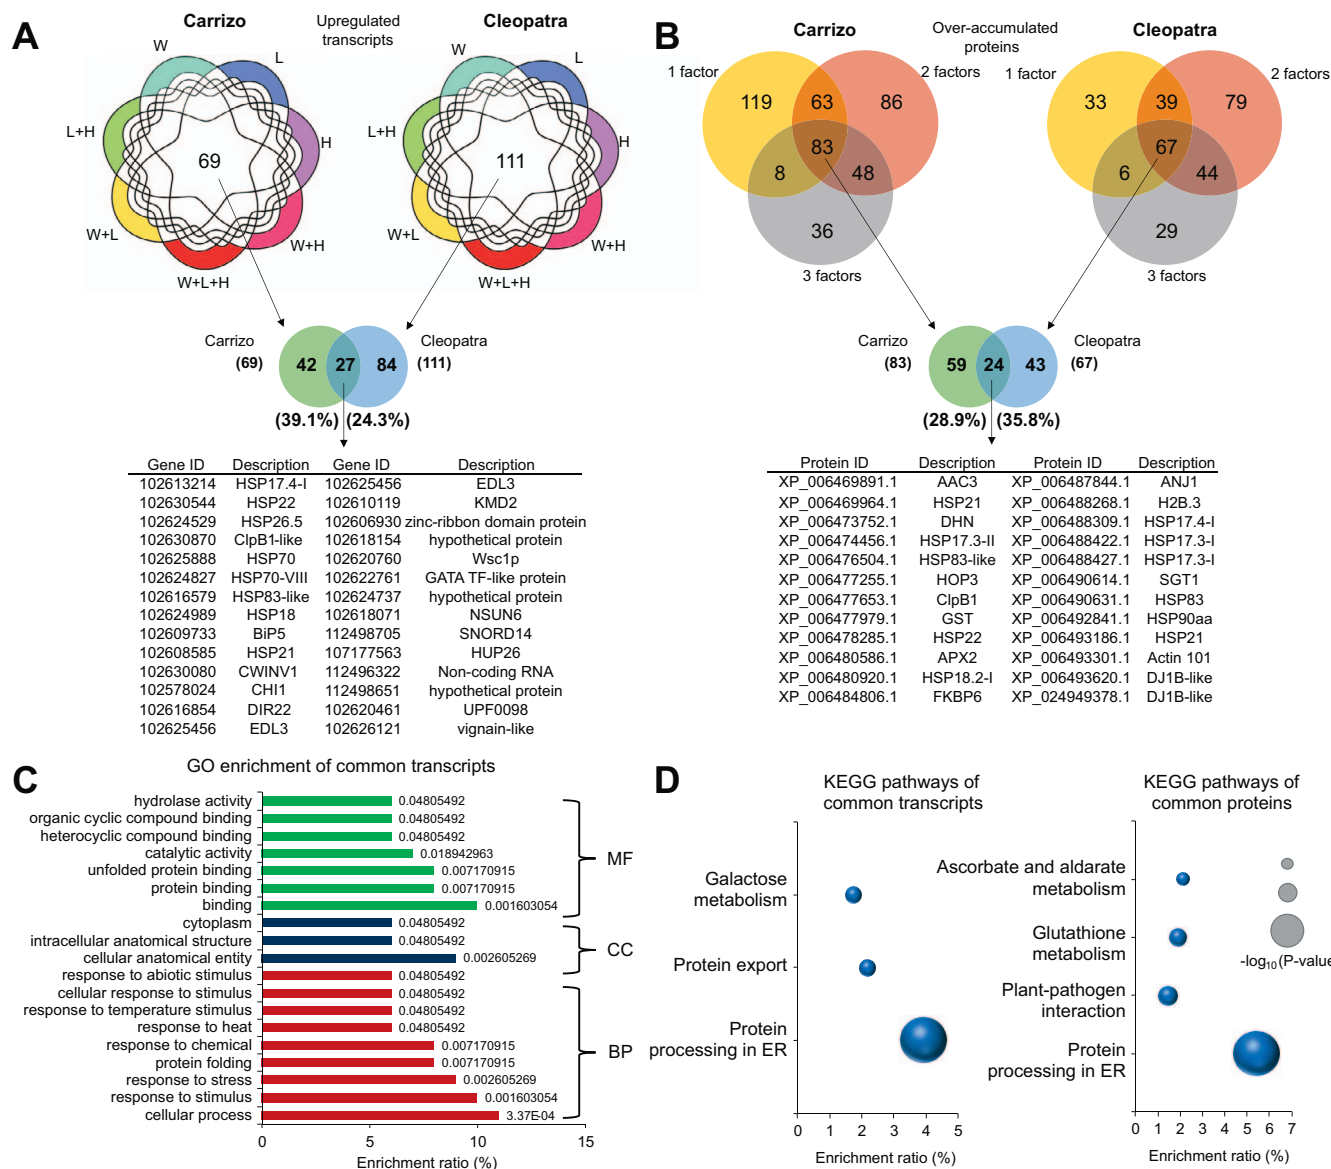 A
Carrizo
Upregulated
transcripts
Cleopatra
W
L
H
W+H
W+L+H
W+L
L+H
69
W
L
H
W+H
W+L+H
W+L
L+H
111
Carrizo
(69)
42
27
84
Cleopatra
(111)
(39.1%)
(24.3%)
Gene ID Description Gene ID Description
102613214 HSP17.4-I 102625456 EDL3
102630544 HSP22 102610119 KMD2
102624529 HSP26.5 102606930 zinc-ribbon domain protein
102630870 ClpB1-like 102618154 hypothetical protein
102625888 HSP70 102620760 Wsc1p
102624827 HSP70-VIII 102622761 GATA TF-like protein
102616579 HSP83-like 102624737 hypothetical protein
102624989 HSP18 102618071 NSUN6
102609733 BiP5 112498705 SNORD14
102608585 HSP21 107177563 HUP26
102630080 CWINV1 112496322 Non-coding RNA
102578024 CHI1 112498651 hypothetical protein
102616854 DIR22 102620461 UPF0098
102625456 EDL3 102626121 vignain-like
B
Carrizo
Over-accumulated
proteins
Cleopatra
1 factor
2 factors
3 factors
119
63
86
83
8
48
36
1 factor
2 factors
3 factors
33
39
79
67
6
44
29
Carrizo
(83)
59
24
43
Cleopatra
(67)
(28.9%)
(35.8%)
Protein ID Description Protein ID Description
XP_006469891.1 AAC3 XP_006487844.1 ANJ1
XP_006469964.1 HSP21 XP_006488268.1 H2B.3
XP_006473752.1 DHN XP_006488309.1 HSP17.4-I
XP_006474456.1 HSP17.3-II XP_006488422.1 HSP17.3-I
XP_006476504.1 HSP83-like XP_006488427.1 HSP17.3-I
XP_006477255.1 HOP3 XP_006490614.1 SGT1
XP_006477653.1 ClpB1 XP_006490631.1 HSP83
XP_006477979.1 GST XP_006492841.1 HSP90aa
XP_006478285.1 HSP22 XP_006493186.1 HSP21
XP_006480586.1 APX2 XP_006493301.1 Actin 101
XP_006480920.1 HSP18.2-I XP_006493620.1 DJ1B-like
XP_006484806.1 FKBP6 XP_024949378.1 DJ1B-like
C
GO enrichment of common transcripts
hydrolase activity 0.04805492
organic cyclic compound binding 0.04805492
heterocyclic compound binding 0.04805492
catalytic activity 0.018942963
unfolded protein binding 0.007170915
protein binding 0.007170915
binding 0.001603054
cytoplasm 0.04805492
intracellular anatomical structure 0.04805492
cellular anatomical entity 0.002605269
response to abiotic stimulus 0.04805492
cellular response to stimulus 0.04805492
response to temperature stimulus 0.04805492
response to heat 0.04805492
response to chemical 0.007170915
protein folding 0.007170915
response to stress 0.002605269
response to stimulus 0.001603054
cellular process 3.37E-04
MF
CC
BP
0 5 10 15
Enrichment ratio (%)
D
KEGG pathways of
common transcripts
Galactose
metabolism
Protein export
Protein
processing in ER
0 1 2 3 4 5
Enrichment ratio (%)
KEGG pathways of
common proteins
Ascorbate and aldarate
metabolism
Glutathione
metabolism
Plant-pathogen
interaction
Protein
processing in ER
-log10(P-value
0 1 2 3 4 5 6 7
Enrichment ratio (%)